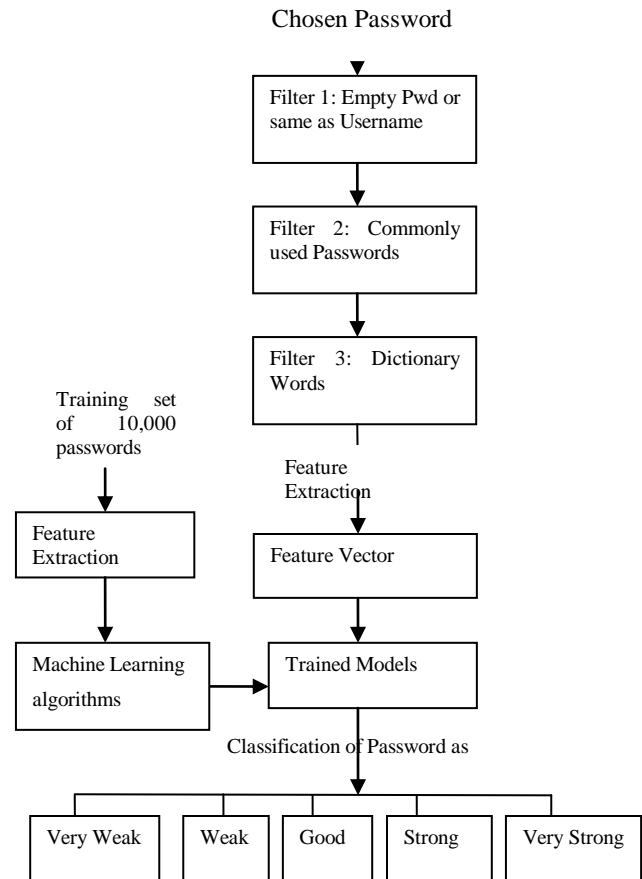 Chosen Password
Filter 1: Empty Pwd or
same as Username
Filter 2: Commonly
used Passwords
Filter 3: Dictionary
Words
Training set
of 10,000
passwords
Feature
Extraction
Feature
Extraction
Feature Vector
Machine Learning
algorithms
Trained Models
Classification of Password as
Very Weak
Weak
Good
Strong
Very Strong